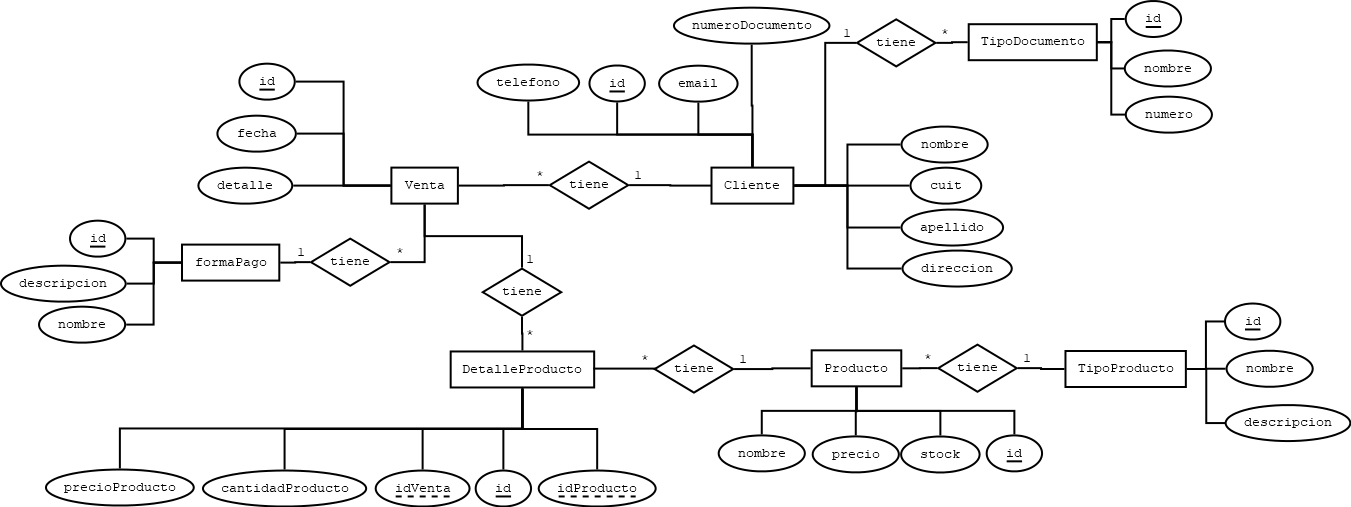 numeroDocumento
1
tiene
*
TipoDocumento
id
nombre
numero
id
fecha
detalle
telefono
id
email
Venta
*
tiene
1
Cliente
nombre
cuit
apellido
direccion
id
descripcion
nombre
formaPago
1
tiene
*
1
tiene
*
DetalleProducto
*
tiene
1
Producto
*
tiene
1
TipoProducto
id
nombre
descripcion
nombre
precio
stock
id
precioProducto
cantidadProducto
idVenta
id
idProducto